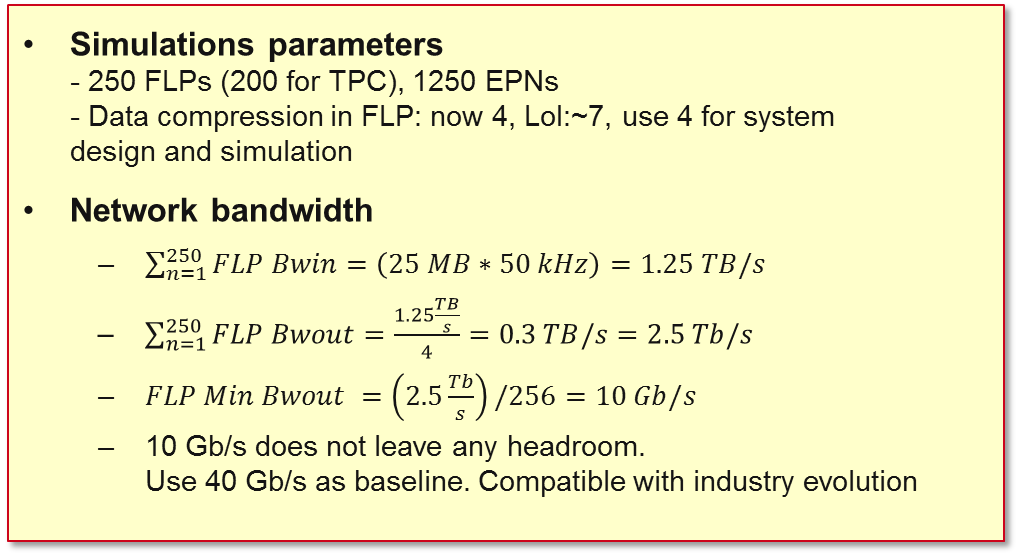 • Simulations parameters
- 250 FLPs (200 for TPC), 1250 EPNs
- Data compression in FLP: now 4, LoI:~7, use 4 for system
design and simulation
• Network bandwidth
– ∑_{n=1}^{250} FLP Bwin = (25 MB * 50 kHz) = 1.25 TB/s
– ∑_{n=1}^{250} FLP Bwout = \frac{1.25\frac{TB}{s}}{4} = 0.3 TB/s = 2.5 Tb/s
– FLP Min Bwout = (2.5 \frac{Tb}{s}) /256 = 10 Gb/s
– 10 Gb/s does not leave any headroom.
Use 40 Gb/s as baseline. Compatible with industry evolution